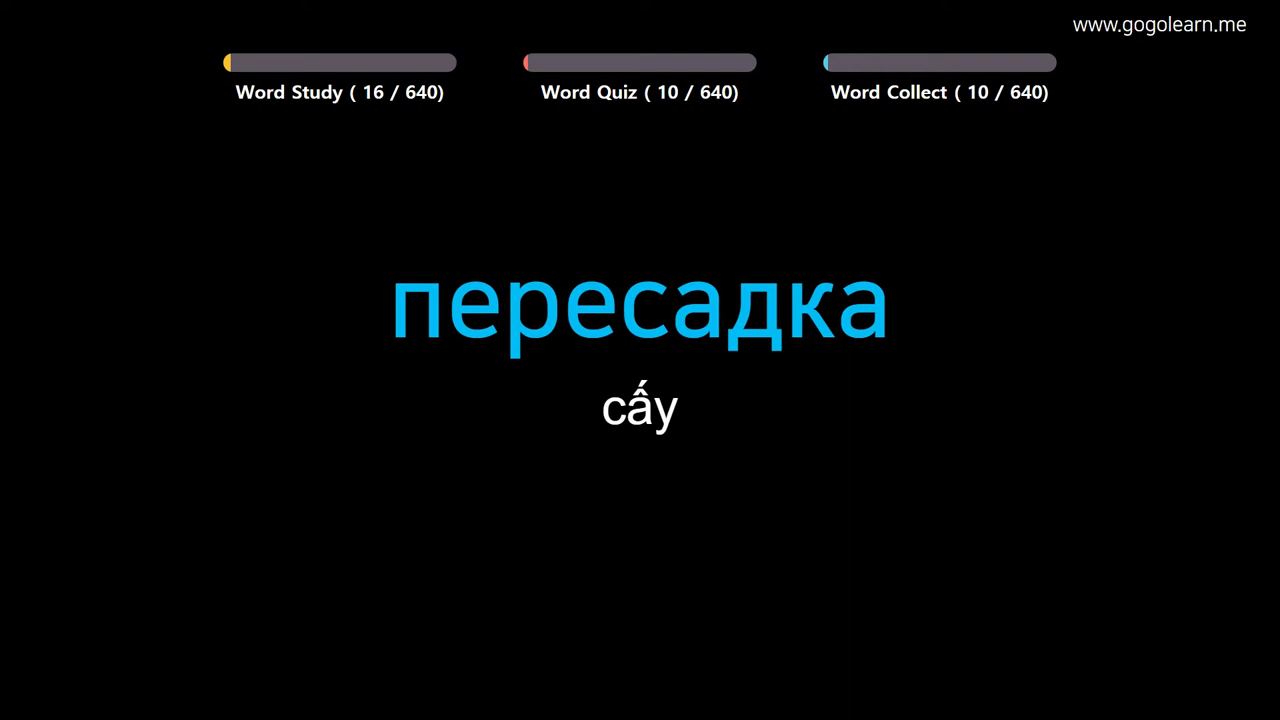 www.gogolearn.me
Word Study ( 16 / 640)
Word Quiz ( 10 / 640)
Word Collect ( 10 / 640)
пересадка
cấy